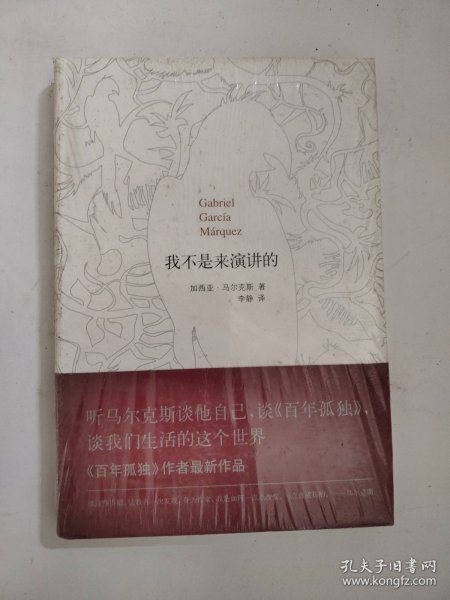 Gabriel
García
Márquez
我不是来演讲的
加西亚·马尔克斯 著
李静 译
听马尔克斯谈他自己,谈《百年孤独》,
谈我们生活的这个世界
《百年孤独》作者最新作品
孔夫子旧书网
www.kongfz.com